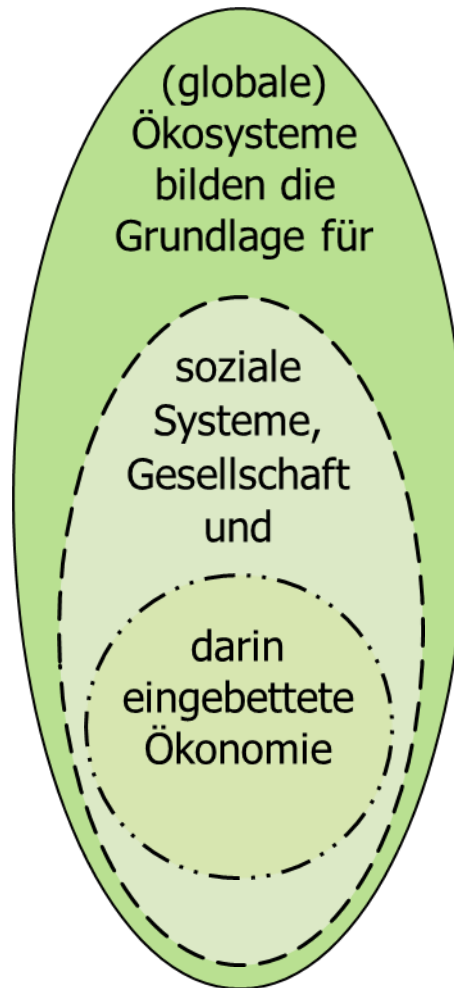 (globale)
Ökosysteme
bilden die
Grundlage für
soziale
Systeme,
Gesellschaft
und
darin
eingebettete
Ökonomie